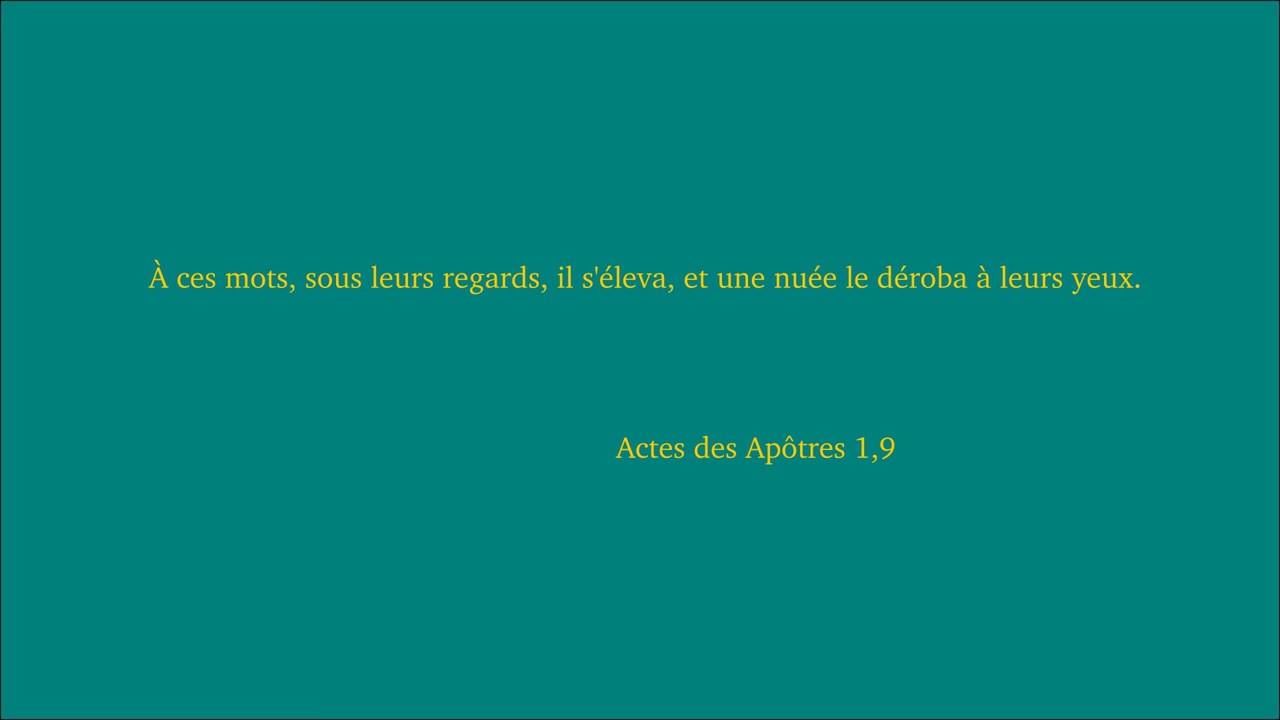 À ces mots, sous leurs regards, il s'éleva, et une nuée le déroba à leurs yeux.
Actes des Apôtres 1,9